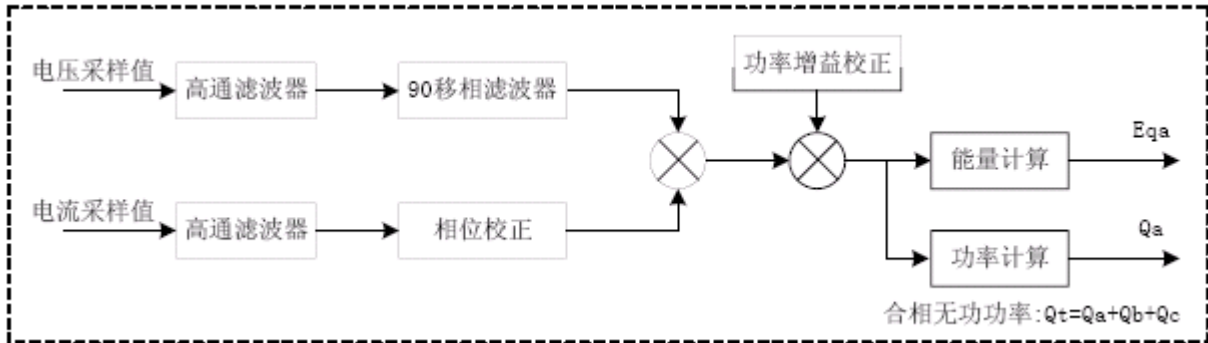 功率增益校正
电压采样值
高通滤波器
90移相滤波器
Eqa
能量计算
电流采样值
高通滤波器
相位校正
Qa
功率计算
合相无功功率:Qt=Qa+Qb+Qc